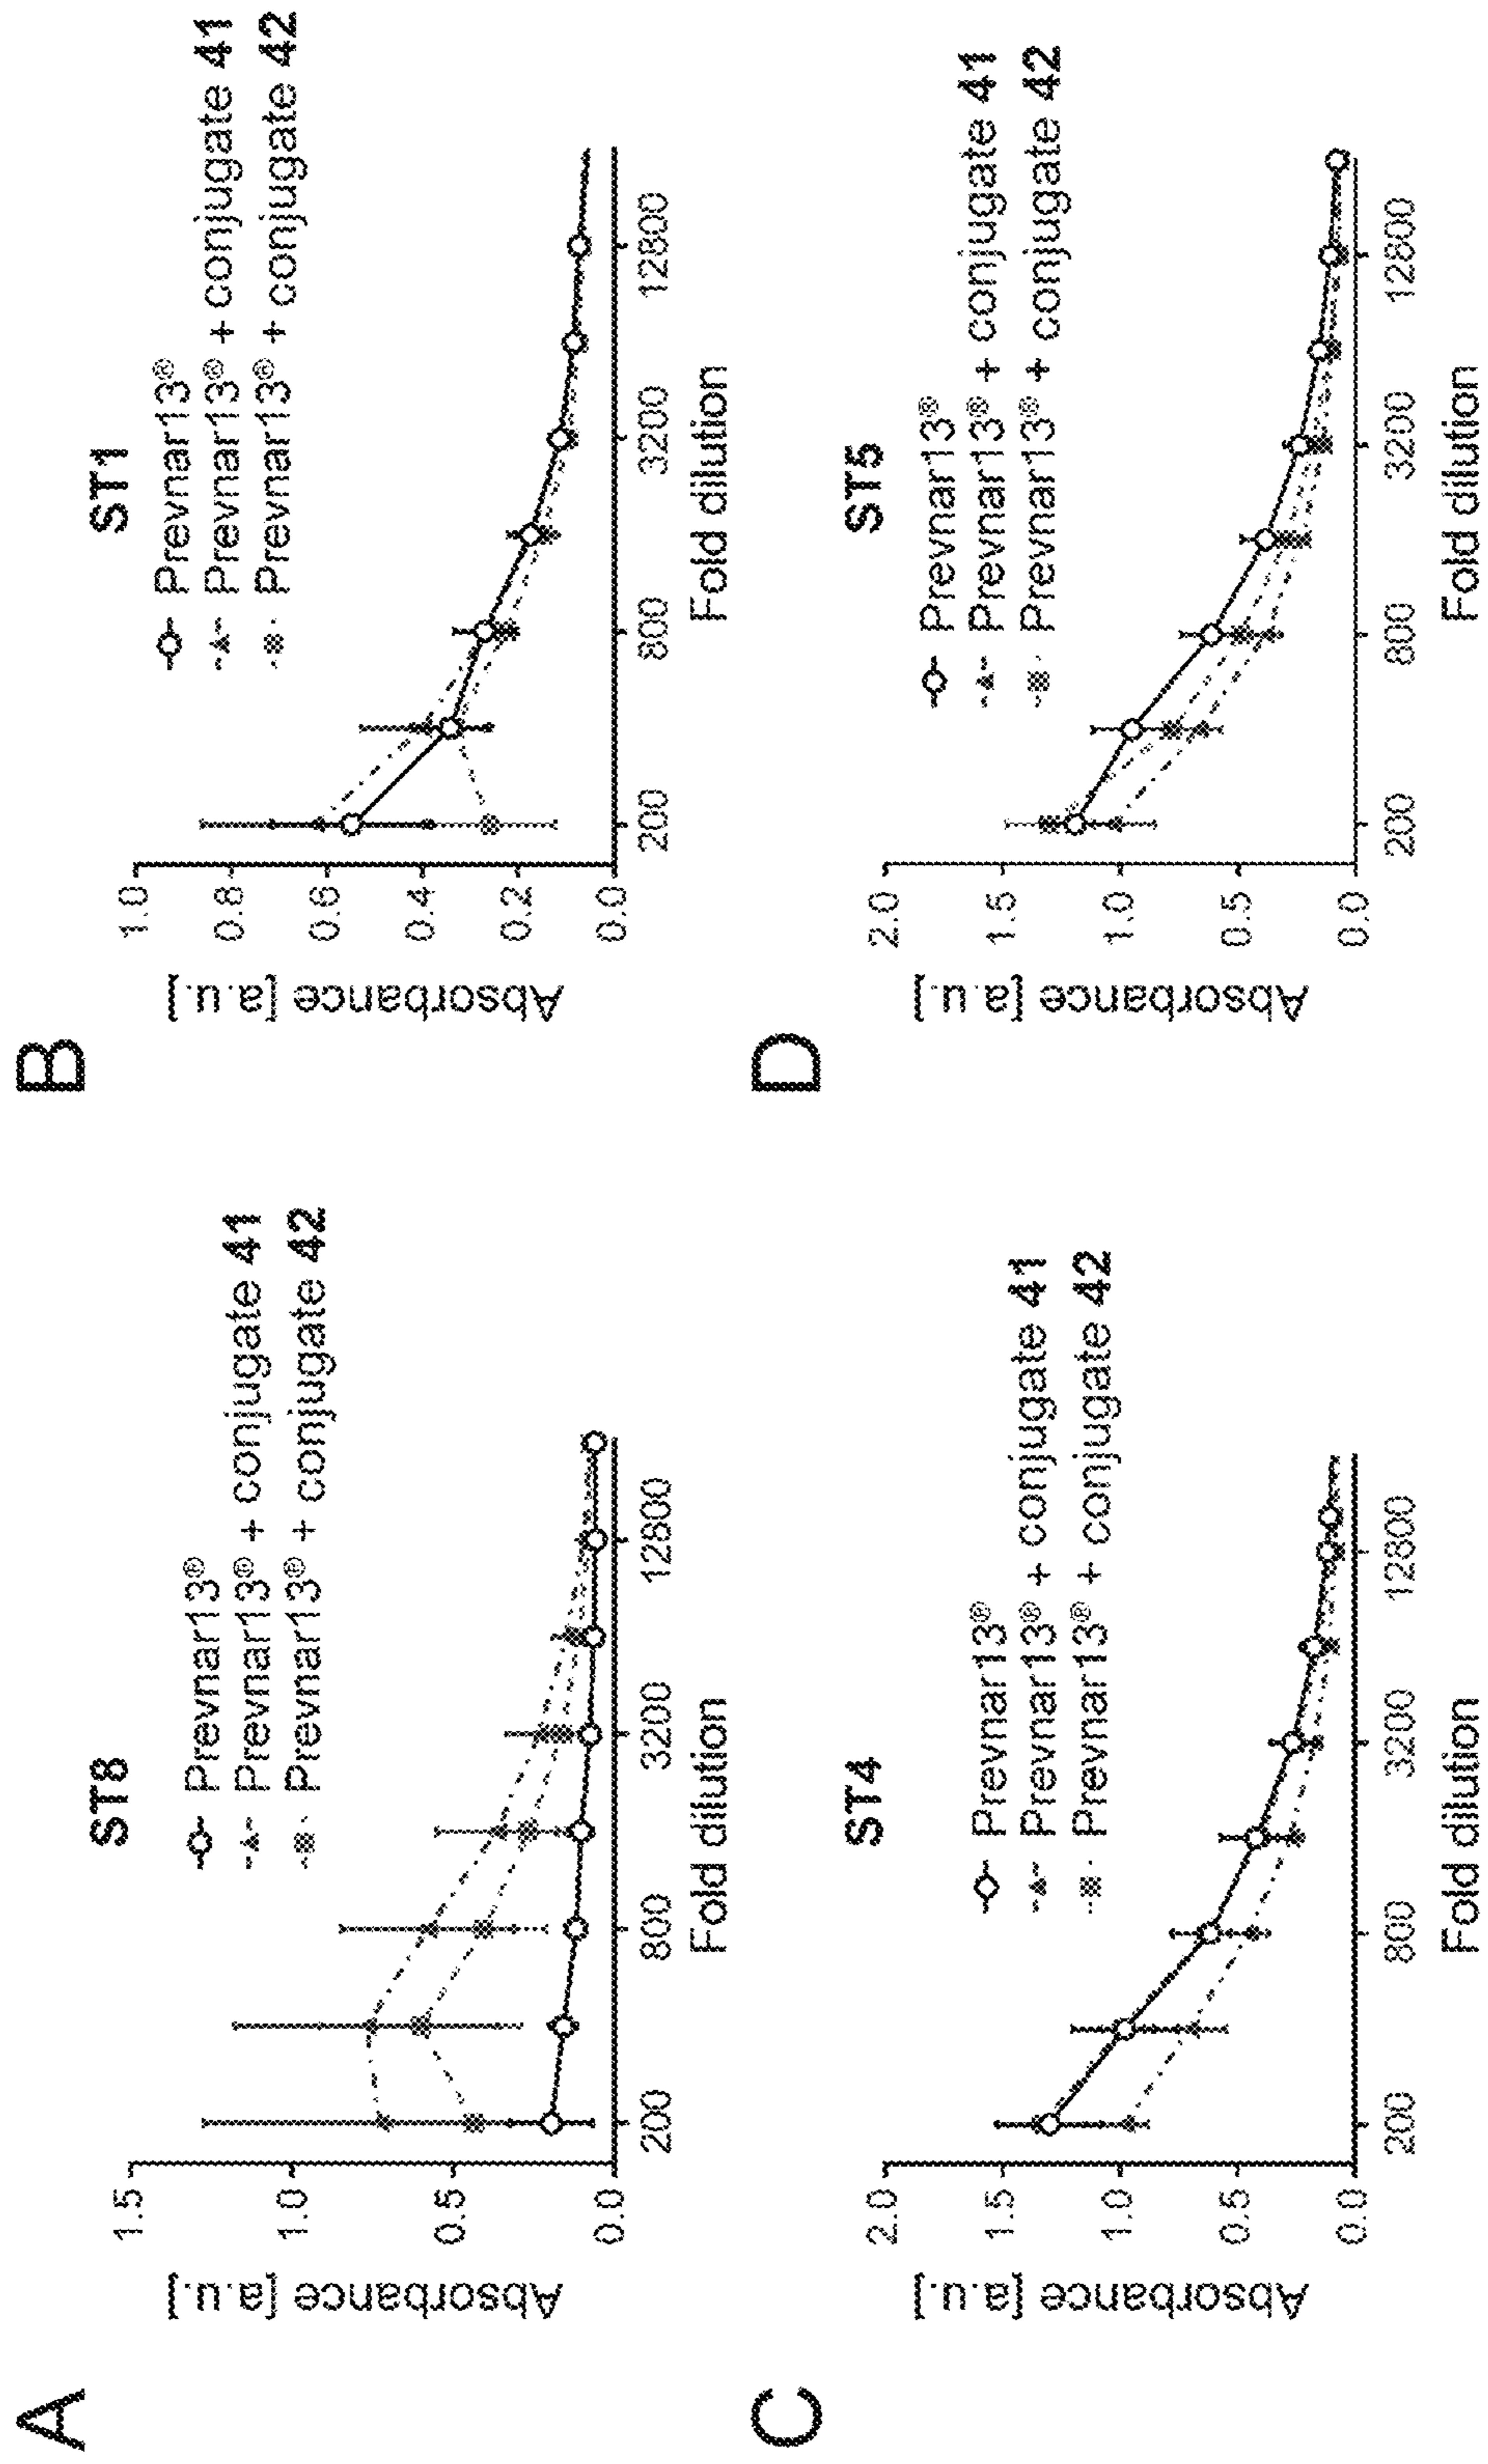 A
ST8
Prevnar13®
Prevnar13® + conjugate 41
Prevnar13® + conjugate 42
Absorbance [a.u.]
1.5
1.0
0.5
0.0
200 800 3200 12800
Fold dilution
B
ST1
Prevnar13®
Prevnar13® + conjugate 41
Prevnar13® + conjugate 42
Absorbance [a.u.]
1.0
0.8
0.6
0.4
0.2
0.0
200 800 3200 12800
Fold dilution
C
ST4
Prevnar13®
Prevnar13® + conjugate 41
Prevnar13® + conjugate 42
Absorbance [a.u.]
2.0
1.5
1.0
0.5
0.0
200 800 3200 12800
Fold dilution
D
ST5
Prevnar13®
Prevnar13® + conjugate 41
Prevnar13® + conjugate 42
Absorbance [a.u.]
2.0
1.5
1.0
0.5
0.0
200 800 3200 12800
Fold dilution